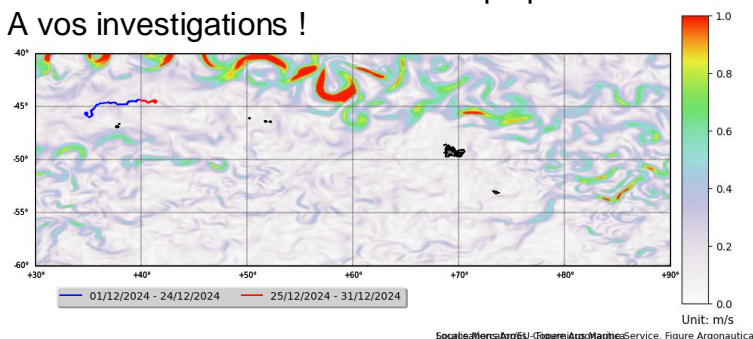 A vos investigations !
1.0
-40°
0.8
-45°
0.6
-50°
0.4
-55°
0.2
-60°
+30° +40° +50° +60° +70° +80° +90°
0.0
01/12/2024 - 24/12/2024 25/12/2024 - 31/12/2024
Unit: m/s
Service. Figure Argonautica